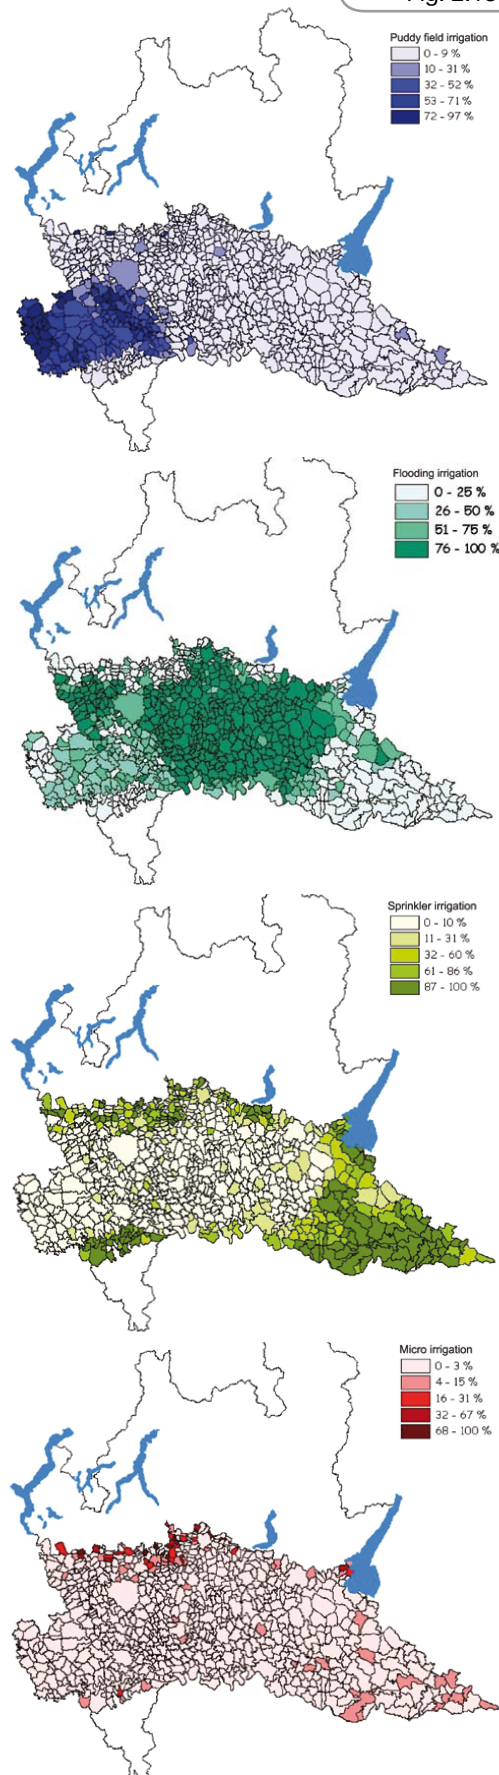 Puddy field irrigation
0 - 9 %
10 - 31 %
32 - 52 %
53 - 71 %
72 - 97 %
Flooding irrigation
0 - 25 %
26 - 50 %
51 - 75 %
76 - 100 %
Sprinkler irrigation
0 - 10 %
11 - 31 %
32 - 60 %
61 - 86 %
87 - 100 %
Micro irrigation
0 - 3 %
4 - 15 %
16 - 31 %
32 - 67 %
68 - 100 %